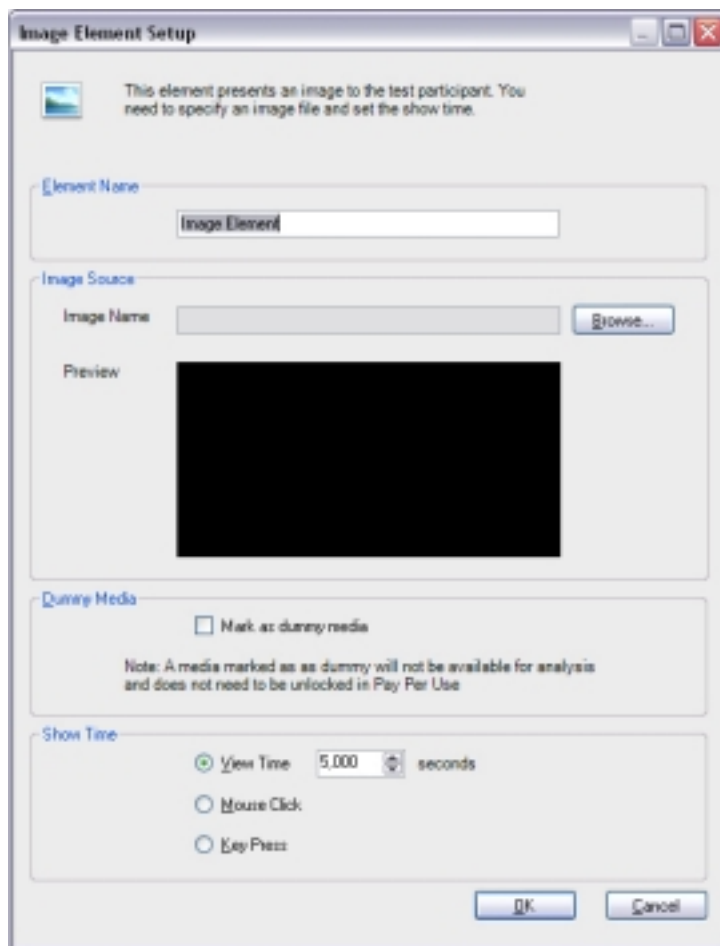 Image Element Setup
This element presents an image to the test participant. You
need to specify an image file and set the show time.
Element Name
Image Element
Image Source
Image Name
Browse...
Preview
Dummy Media
Mark as dummy media
Note: A media marked as as dummy will not be available for analysis
and does not need to be unlocked in Pay Per Use
Show Time
View Time 5,000 seconds
Mouse Click
Key Press
OK Cancel